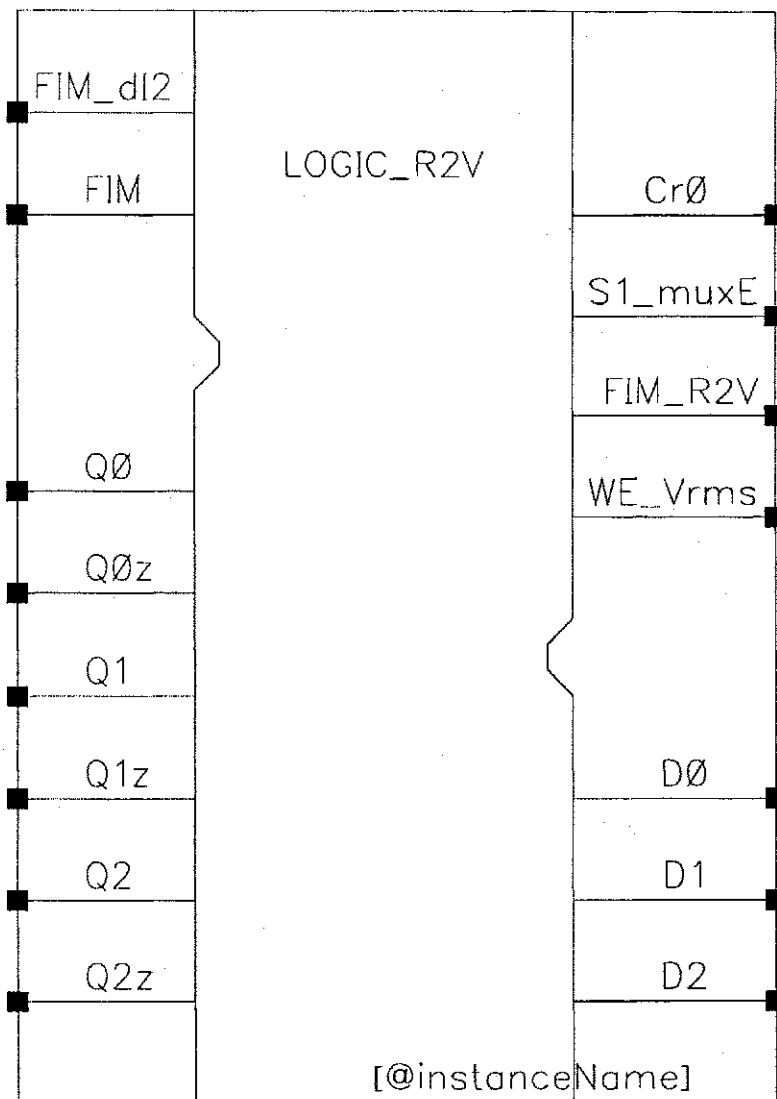 FIM_dl2
LOGIC_R2V
FIM
CrØ
S1_muxE
FIM_R2V
QØ
WE_Vrms
QØz
Q1
Q1z
DØ
Q2
D1
Q2z
D2
[@instanceName]